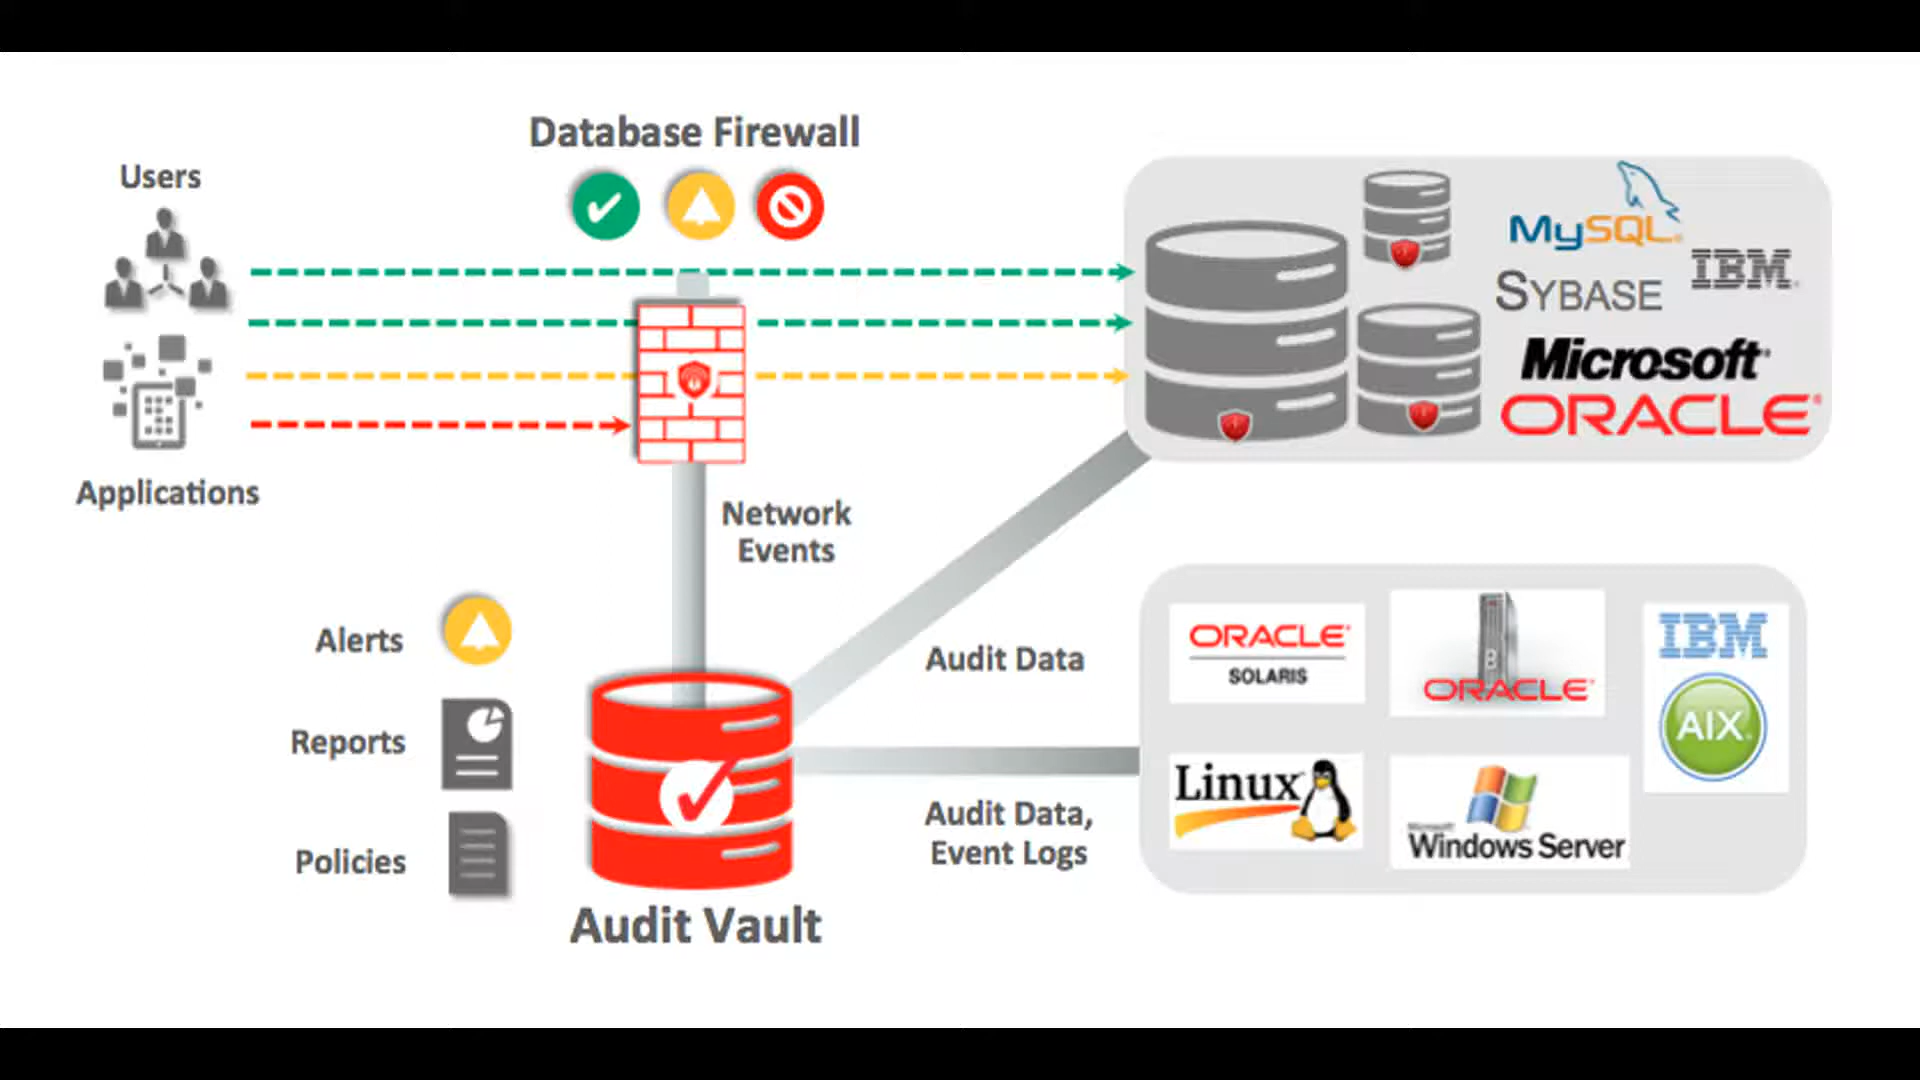 Database Firewall
Users
Applications
MySQL
SYBASE
IBM
Microsoft
ORACLE
Network
Events
Alerts
Reports
Policies
Audit Data
Audit Data,
Event Logs
Audit Vault
ORACLE
SOLARIS
ORACLE
IBM
AIX
Linux
Microsoft
Windows Server